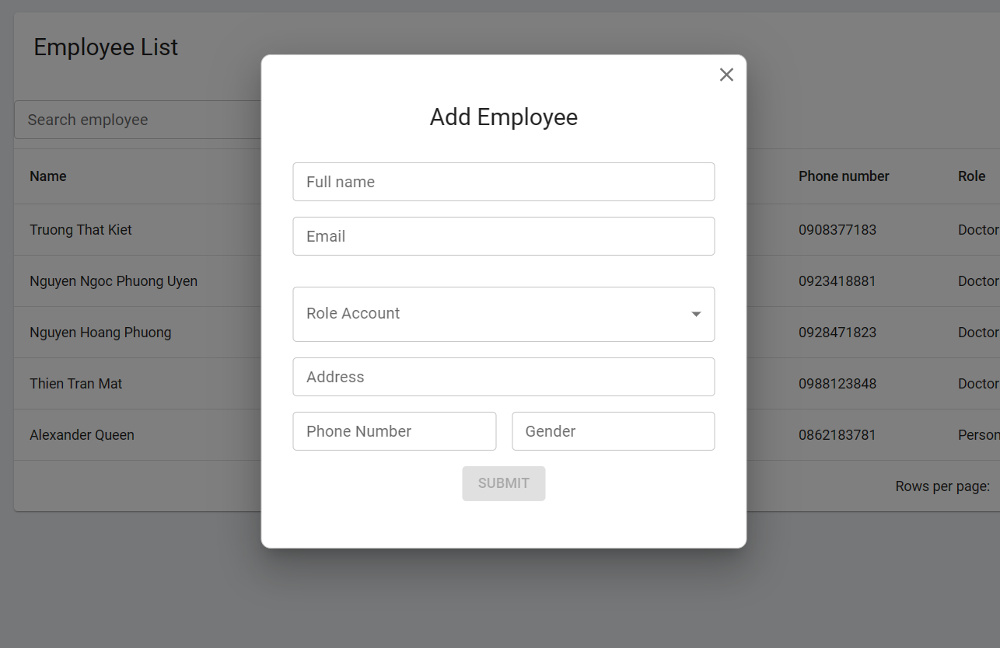 Employee List
Search employee
Name
Phone number
Role
Truong That Kiet
0908377183
Doctor
Nguyen Ngoc Phuong Uyen
0923418881
Doctor
Nguyen Hoang Phuong
0928471823
Doctor
Thien Tran Mat
0988123848
Doctor
Alexander Queen
0862183781
Person
Rows per page:
Add Employee
Full name
Email
Role Account
Address
Phone Number
Gender
SUBMIT